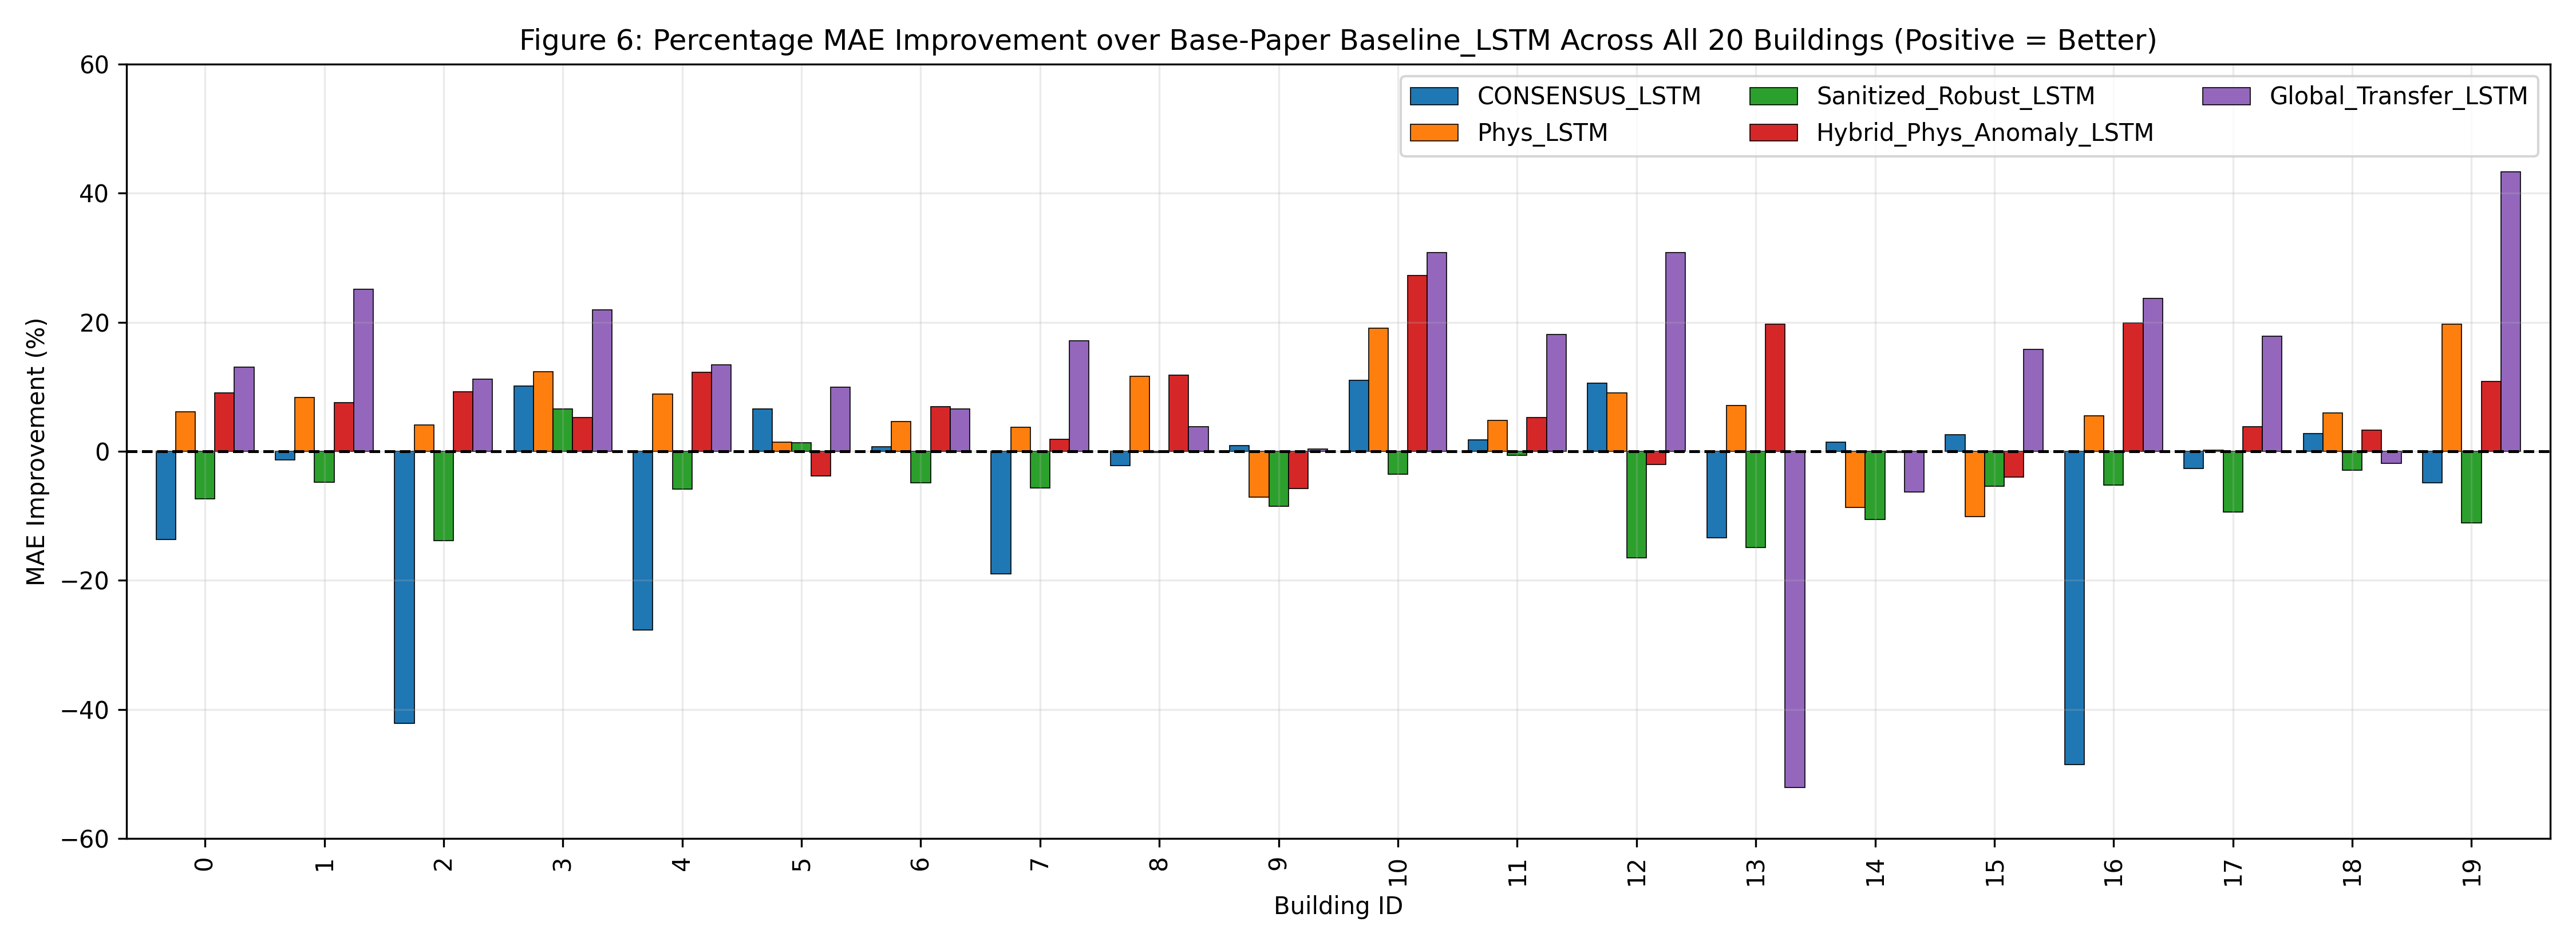 Figure 6: Percentage MAE Improvement over Base-Paper Baseline_LSTM Across All 20 Buildings (Positive = Better)
CONSENSUS_LSTM
Phys_LSTM
Sanitized_Robust_LSTM
Hybrid_Phys_Anomaly_LSTM
Global_Transfer_LSTM
MAE Improvement (%)
60
40
20
0
−20
−40
−60
0 1 2 3 4 5 6 7 8 9 10 11 12 13 14 15 16 17 18 19
Building ID